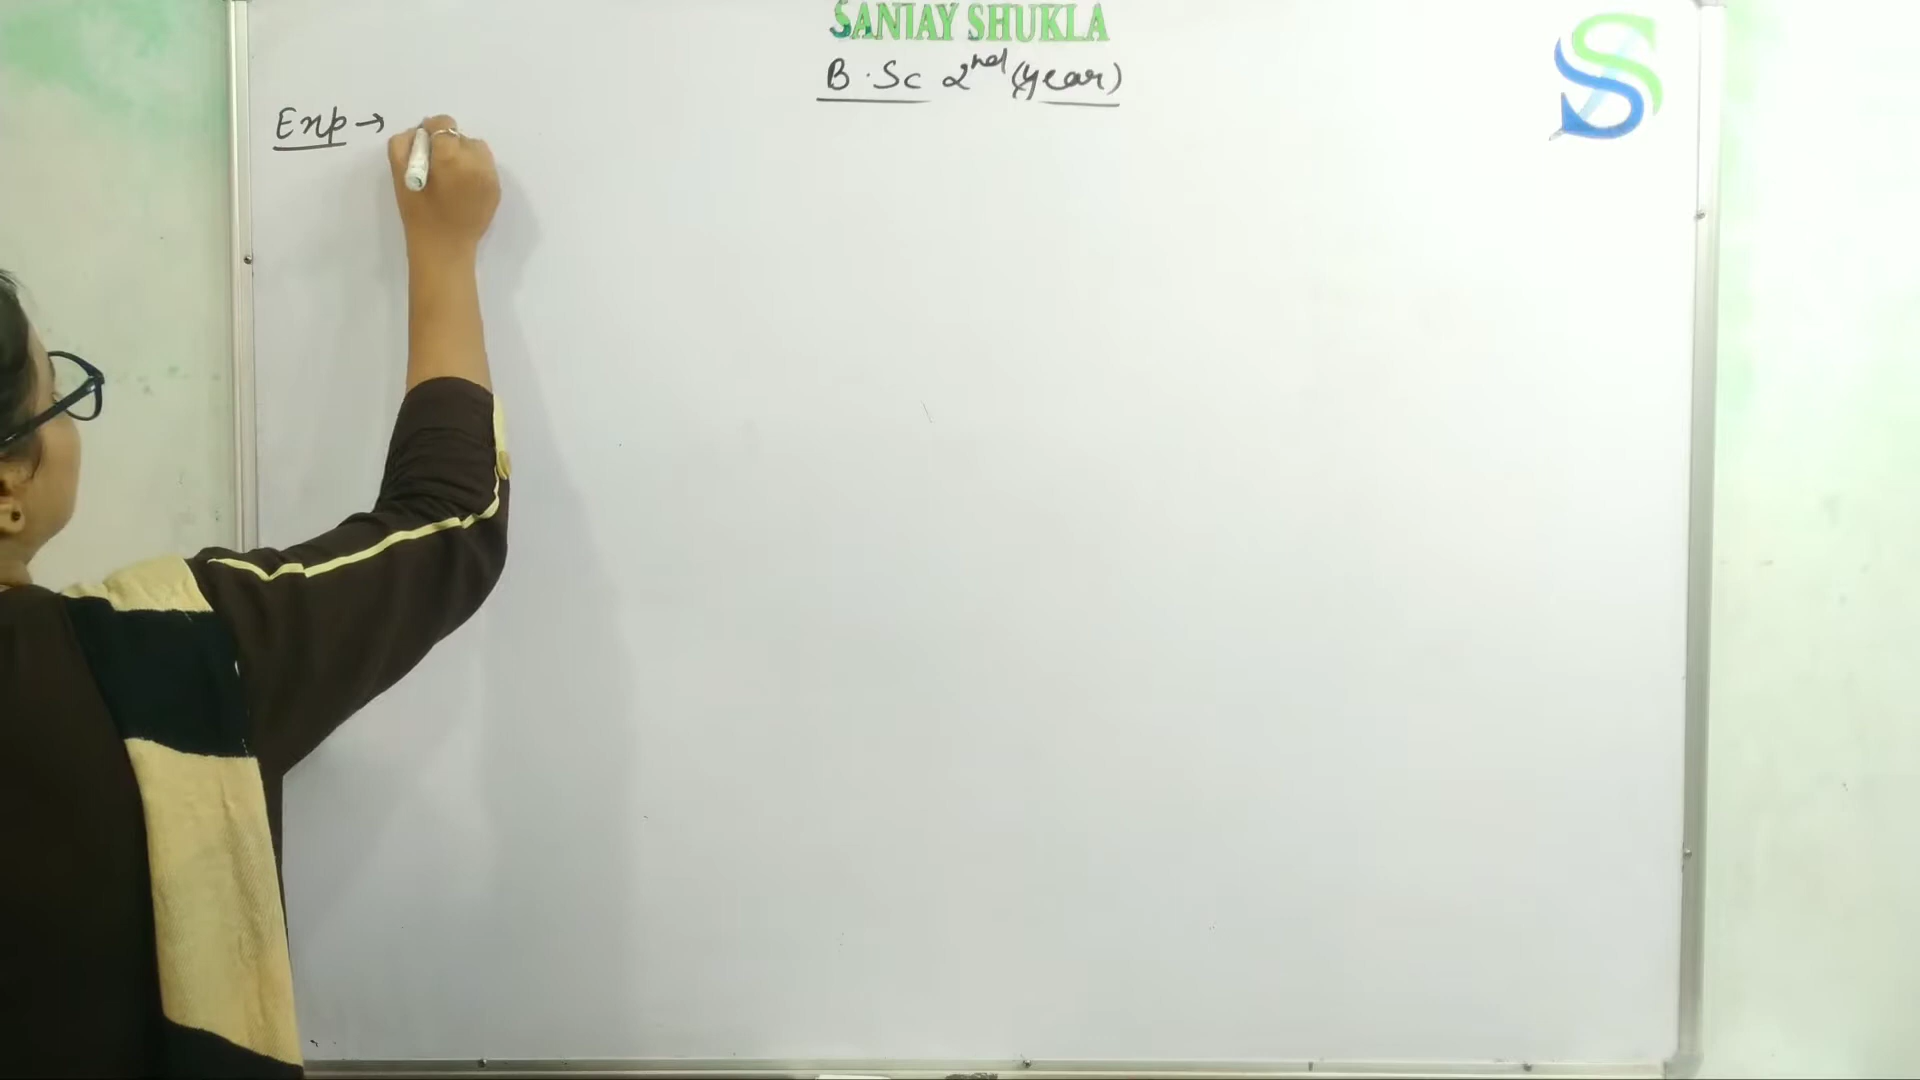 SANJAY SHUKLA
B.Sc 2nd (year)
Exp →